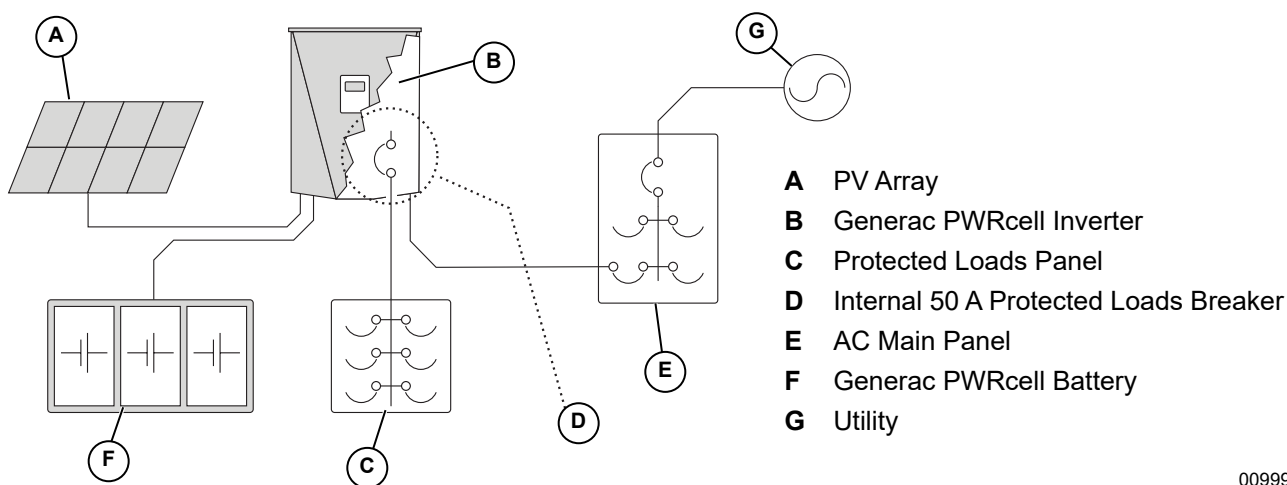 A
B
G
A PV Array
B Generac PWRcell Inverter
C Protected Loads Panel
D Internal 50 A Protected Loads Breaker
E AC Main Panel
F Generac PWRcell Battery
G Utility
E
D
F
C
00999